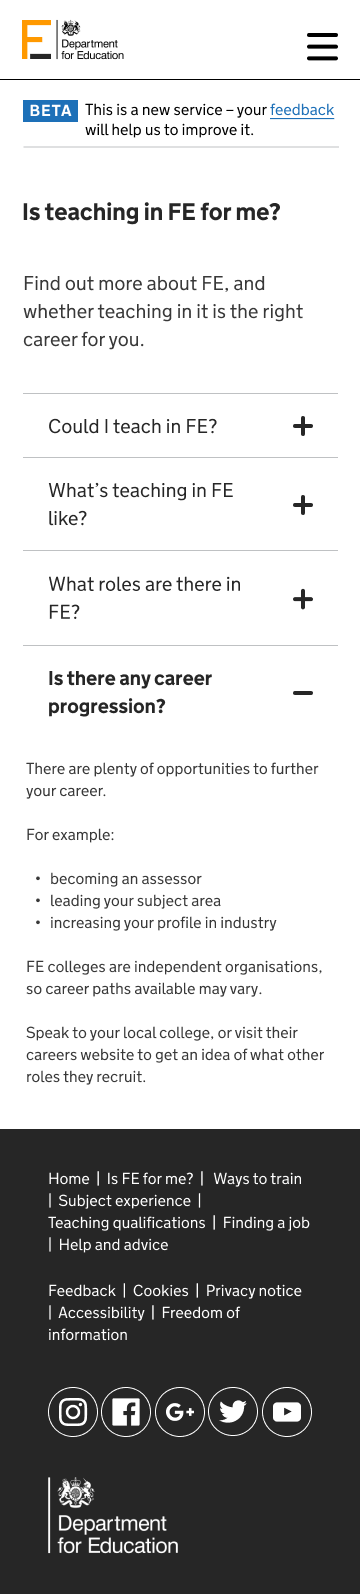 FE
Department
for Education
BETA
This is a new service – your feedback
will help us to improve it.
Is teaching in FE for me?
Find out more about FE, and
whether teaching in it is the right
career for you.
Could I teach in FE?
What’s teaching in FE
like?
What roles are there in
FE?
Is there any career
progression?
There are plenty of opportunities to further
your career.
For example:
• becoming an assessor
• leading your subject area
• increasing your profile in industry
FE colleges are independent organisations,
so career paths available may vary.
Speak to your local college, or visit their
careers website to get an idea of what other
roles they recruit.
Home | Is FE for me? | Ways to train
| Subject experience |
Teaching qualifications | Finding a job
| Help and advice
Feedback | Cookies | Privacy notice
| Accessibility | Freedom of
information
G+
Department
for Education